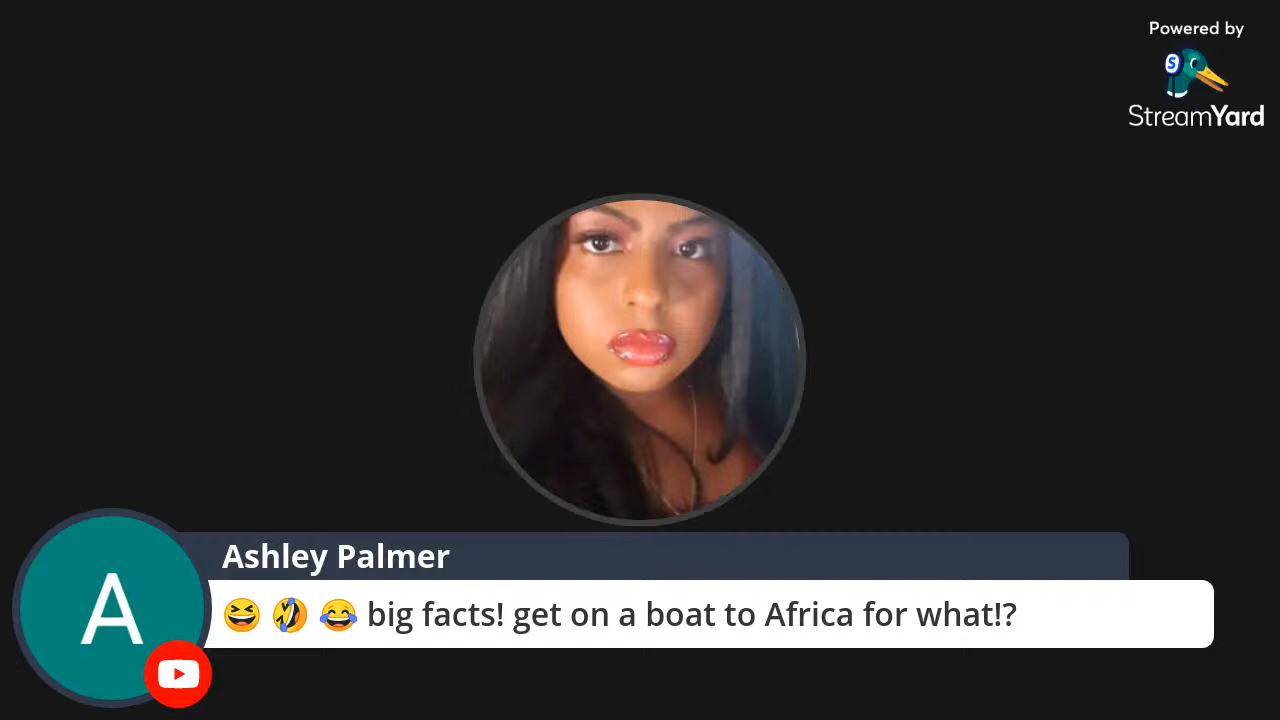 Powered by
S
StreamYard
Ashley Palmer
A
😆 🤣 😂 big facts! get on a boat to Africa for what!?